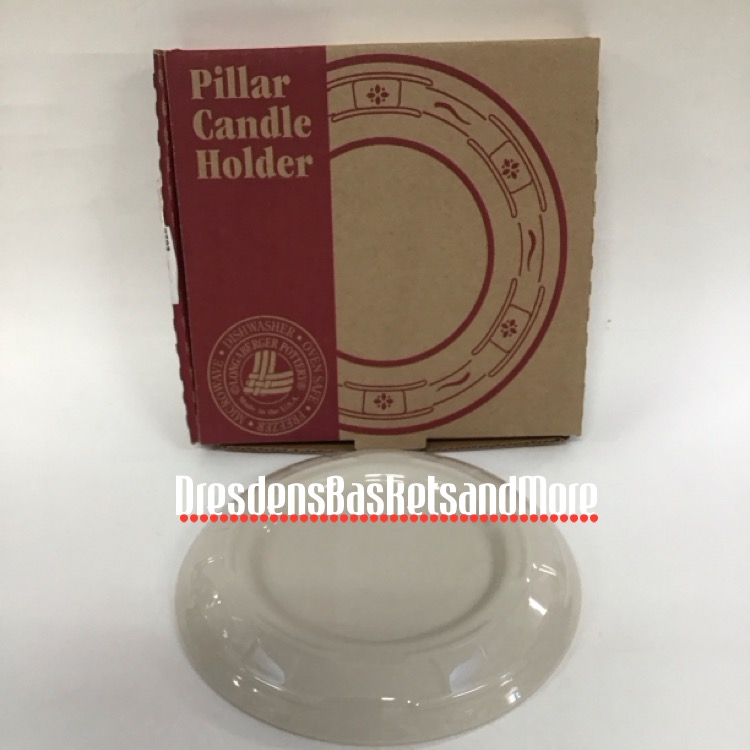 Pillar
Candle
Holder
MICROWAVE • DISHWASHER • OVEN SAFE • FREEZER •
LONGABERGER POTTERY®
Made in the U.S.A.
DresdensBasketsandMore